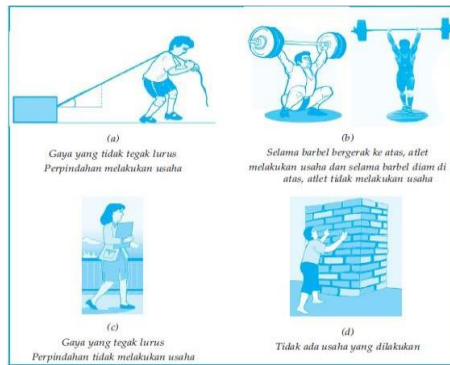 (a)
Gaya yang tidak tegak lurus
Perpindahan melakukan usaha
(b)
Selama barbel bergerak ke atas, atlet
melakukan usaha dan selama barbel diam di
atas, atlet tidak melakukan usaha
(c)
Gaya yang tegak lurus
Perpindahan tidak melakukan usaha
(d)
Tidak ada usaha yang dilakukan